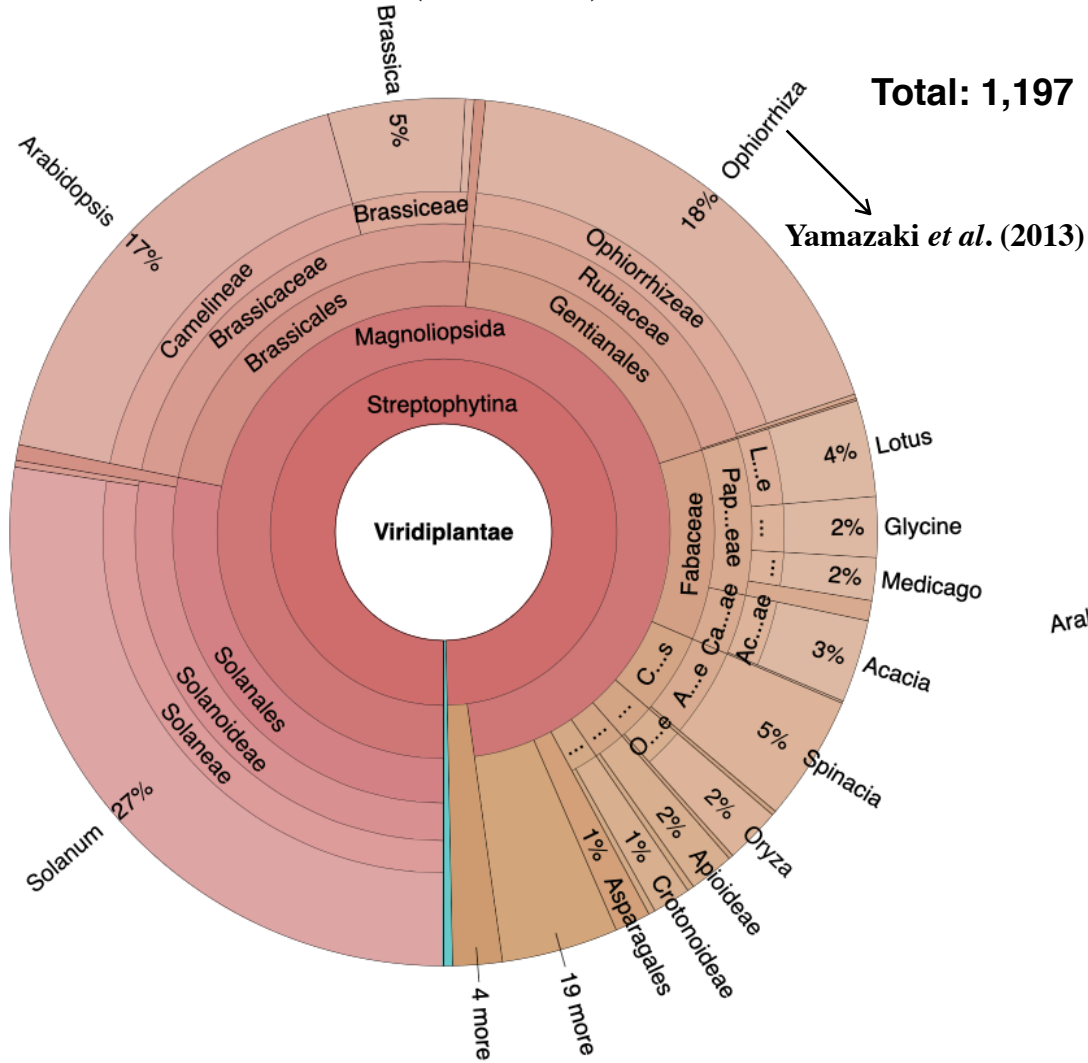 Total: 1,197
Brassica
5%
Ophiorrhiza
18%
Yamazaki et al. (2013)
Arabidopsis
17%
Brassiceae
Camelineae
Brassicaceae
Brassicales
Ophiorrhizeae
Rubiaceae
Gentianales
Magnoliopsida
Streptophytina
Viridiplantae
Lotus
4%
L...e
Pap...eae
Fabaceae
Glycine
2%
...
Medicago
2%
...
Acacia
3%
Ac...ae
Ca...ae
Spinacia
5%
A...e
C...s
Oryza
2%
O...e
...
Apioideae
2%
...
Crotonoideae
1%
...
Asparagales
1%
19 more
4 more
Solanales
Solanoideae
Solaneae
Solanum
27%